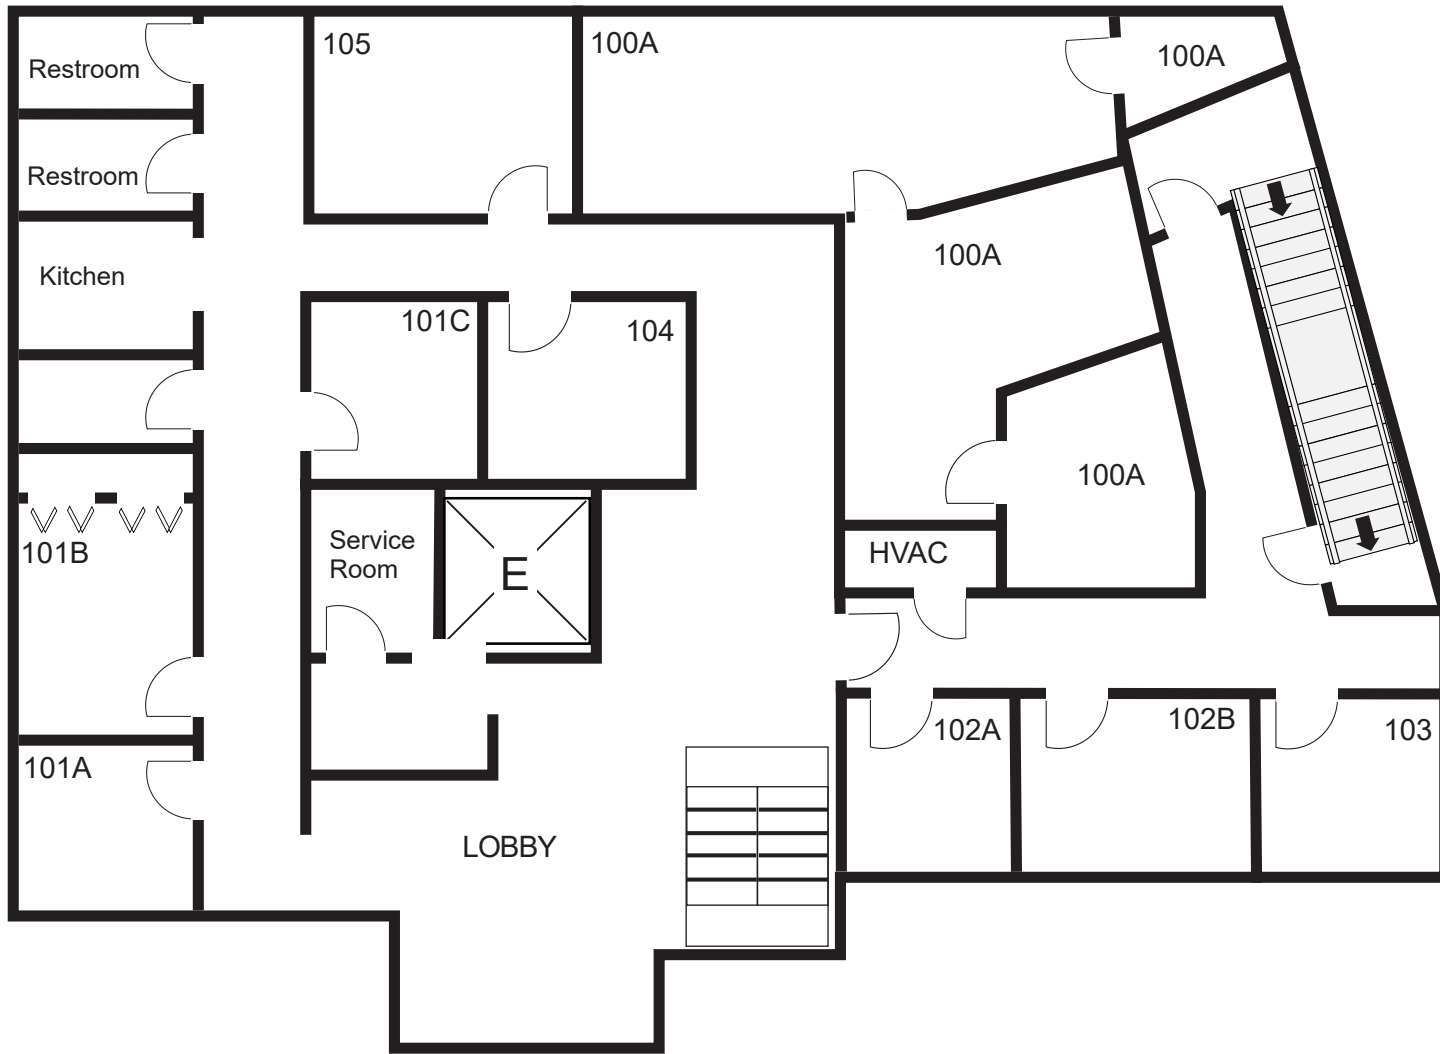 105
100A
100A
Restroom
Restroom
100A
Kitchen
101C
104
100A
Service
Room
101B
HVAC
E
102A
102B
103
101A
LOBBY